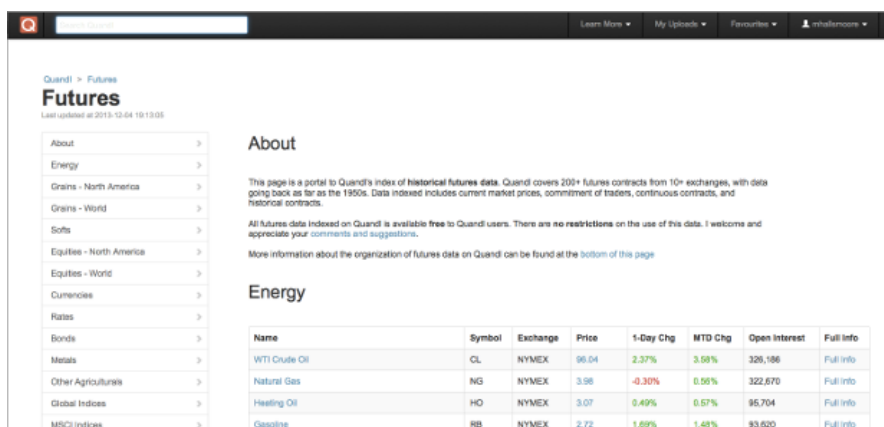 Q
Search Quandl
Learn More
My Uploads
Favourites
mhallsmoore
Quandl > Futures
Futures
Last updated at 2013-12-04 19:13:05
About
Energy
Grains - North America
Grains - World
Softs
Equities - North America
Equities - World
Currencies
Rates
Bonds
Metals
Other Agriculturals
Global Indices
MSCI Indices
About
This page is a portal to Quandl's index of historical futures data. Quandl covers 200+ futures contracts from 10+ exchanges, with data
going back as far as the 1950s. Data indexed includes current market prices, commitment of traders, continuous contracts, and
historical contracts.
All futures data indexed on Quandl is available free to Quandl users. There are no restrictions on the use of this data. I welcome and
appreciate your comments and suggestions.
More information about the organization of futures data on Quandl can be found at the bottom of this page
Energy
Name Symbol Exchange Price 1-Day Chg MTD Chg Open Interest Full Info
WTI Crude Oil CL NYMEX 96.04 2.37% 3.58% 326,186 Full Info
Natural Gas NG NYMEX 3.98 -0.30% 0.56% 322,670 Full Info
Heating Oil HO NYMEX 3.07 0.49% 0.57% 95,704 Full Info
Gasoline RB NYMEX 2.72 1.69% 1.48% 93,620 Full Info